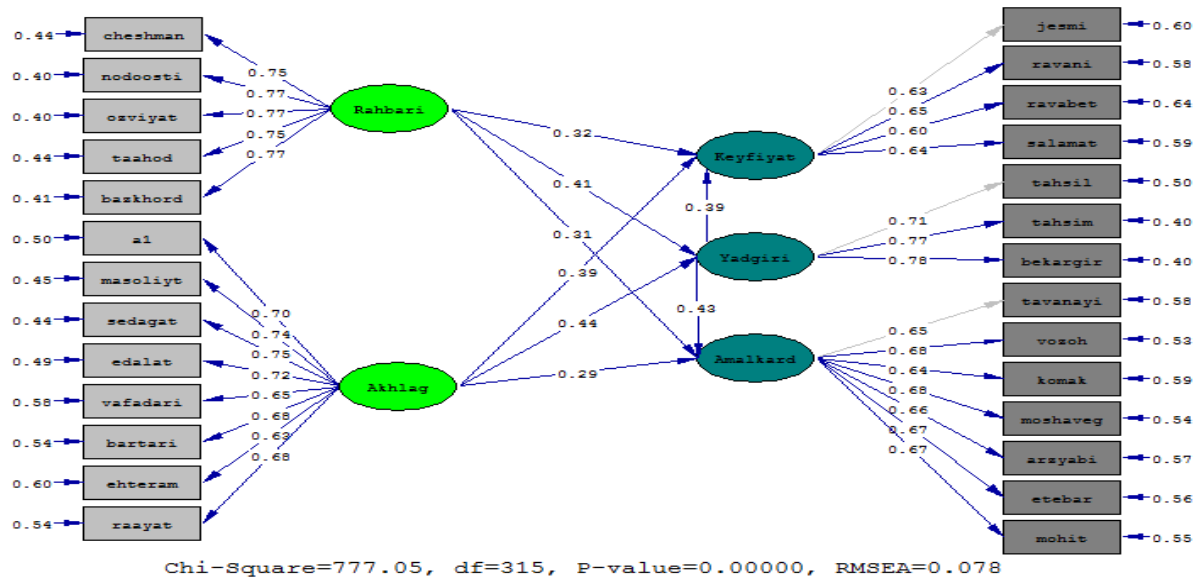 0.44 cheshman
0.40 nodoosti
0.40 ozviyat
0.44 taahod
0.41 bazkhord
0.50 a1
0.45 masoliyt
0.44 sedagat
0.49 edalat
0.58 vafadari
0.54 bartari
0.60 ehteram
0.54 raayat
0.75
0.77
0.77
0.75
0.77
0.70
0.74
0.75
0.72
0.65
0.68
0.63
0.68
Rahbari
Akhlag
0.32
0.41
0.31
0.39
0.39
0.44
0.43
0.29
Keyfiyat
Yadgiri
Amalkard
0.63
0.65
0.60
0.64
0.71
0.77
0.78
0.65
0.68
0.64
0.68
0.66
0.67
0.67
jesmi 0.60
ravani 0.58
ravabet 0.64
salamat 0.59
tahsil 0.50
tahsim 0.40
bekargir 0.40
tavanayi 0.58
vozoh 0.53
komak 0.59
moshaveg 0.54
arzyabi 0.57
etebar 0.56
mohit 0.55
Chi-Square=777.05, df=315, P-value=0.00000, RMSEA=0.078